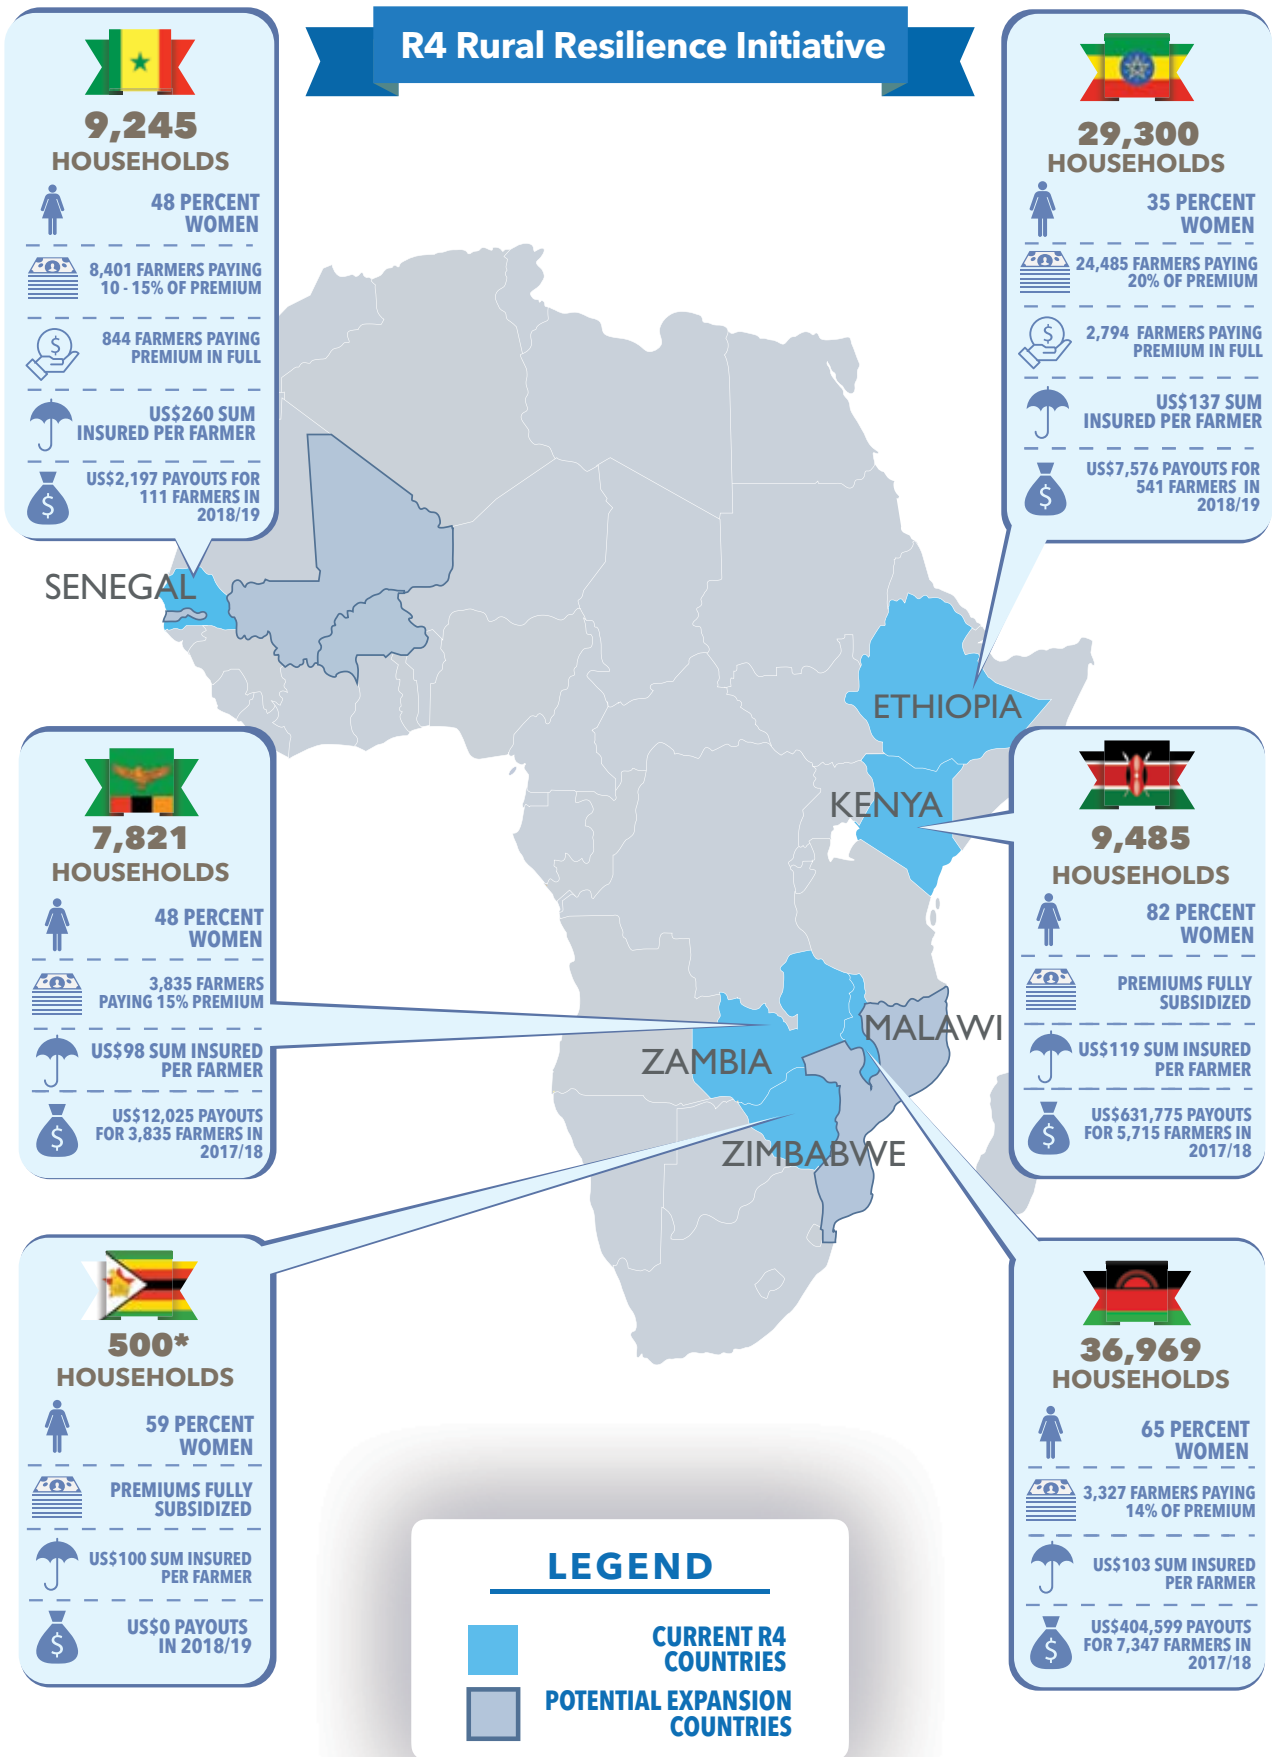 R4 Rural Resilience Initiative
9,245
HOUSEHOLDS
48 PERCENT
WOMEN
8,401 FARMERS PAYING
10 - 15% OF PREMIUM
844 FARMERS PAYING
PREMIUM IN FULL
US$260 SUM
INSURED PER FARMER
US$2,197 PAYOUTS FOR
111 FARMERS IN
2018/19
29,300
HOUSEHOLDS
35 PERCENT
WOMEN
24,485 FARMERS PAYING
20% OF PREMIUM
2,794 FARMERS PAYING
PREMIUM IN FULL
US$137 SUM
INSURED PER FARMER
US$7,576 PAYOUTS FOR
541 FARMERS IN
2018/19
SENEGAL
ETHIOPIA
KENYA
MALAWI
ZAMBIA
ZIMBABWE
7,821
HOUSEHOLDS
48 PERCENT
WOMEN
3,835 FARMERS
PAYING 15% PREMIUM
US$98 SUM INSURED
PER FARMER
US$12,025 PAYOUTS
FOR 3,835 FARMERS IN
2017/18
9,485
HOUSEHOLDS
82 PERCENT
WOMEN
PREMIUMS FULLY
SUBSIDIZED
US$119 SUM INSURED
PER FARMER
US$631,775 PAYOUTS
FOR 5,715 FARMERS IN
2017/18
500*
HOUSEHOLDS
59 PERCENT
WOMEN
PREMIUMS FULLY
SUBSIDIZED
US$100 SUM INSURED
PER FARMER
US$0 PAYOUTS
IN 2018/19
36,969
HOUSEHOLDS
65 PERCENT
WOMEN
3,327 FARMERS PAYING
14% OF PREMIUM
US$103 SUM INSURED
PER FARMER
US$404,599 PAYOUTS
FOR 7,347 FARMERS IN
2017/18
LEGEND
CURRENT R4
COUNTRIES
POTENTIAL EXPANSION
COUNTRIES